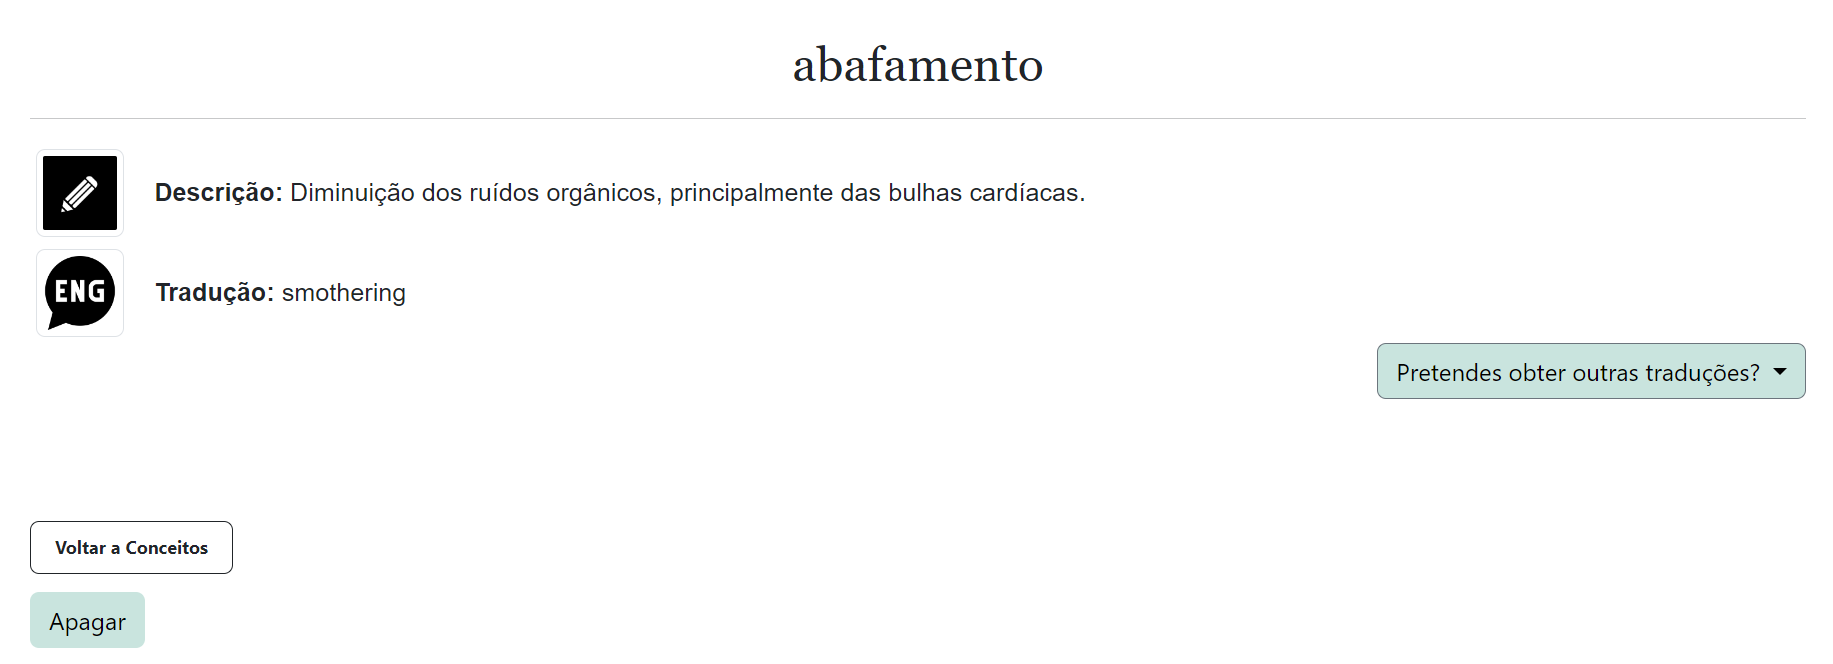 abafamento
Descrição: Diminuição dos ruídos orgânicos, principalmente das bulhas cardíacas.
ENG
Tradução: smothering
Pretendes obter outras traduções?
Voltar a Conceitos
Apagar